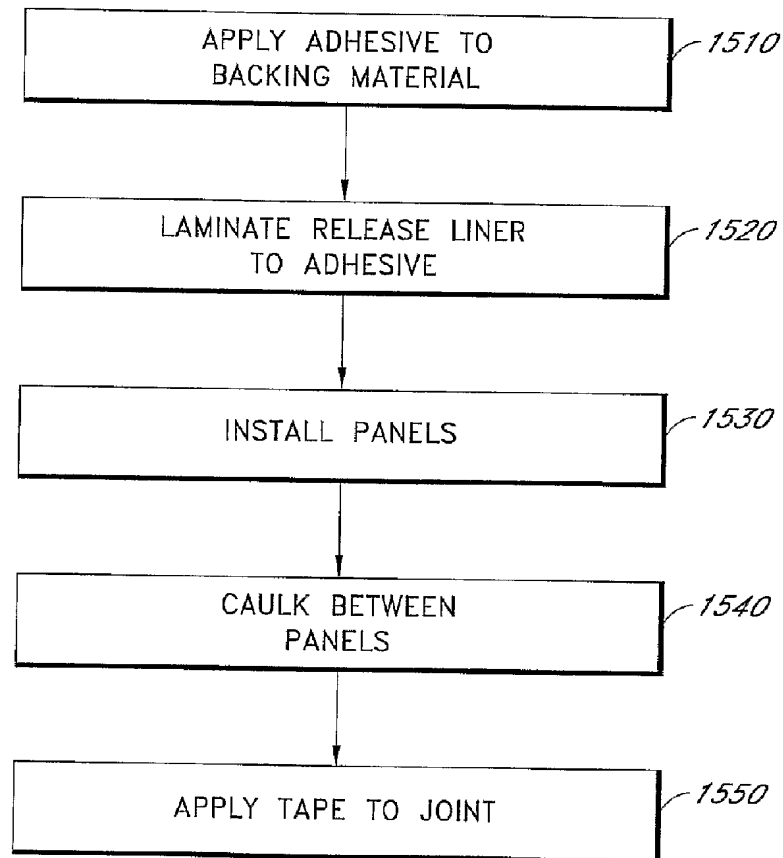 APPLY ADHESIVE TO
BACKING MATERIAL
1510
LAMINATE RELEASE LINER
TO ADHESIVE
1520
INSTALL PANELS
1530
CAULK BETWEEN
PANELS
1540
APPLY TAPE TO JOINT
1550